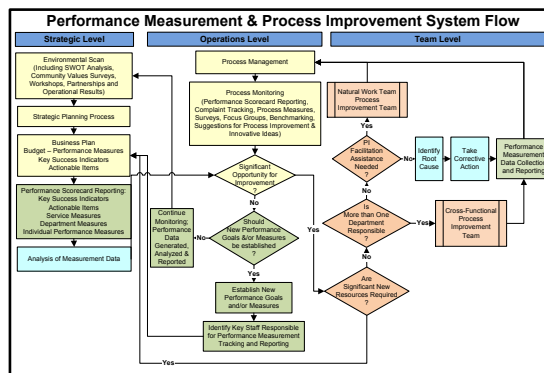 Performance Measurement & Process Improvement System Flow
Strategic Level
Operations Level
Team Level
Environmental Scan
(Including SWOT Analysis,
Community Values Surveys,
Workshops, Partnerships and
Operational Results)
Strategic Planning Process
Business Plan
Budget – Performance Measures
Key Success Indicators
Actionable Items
Performance Scorecard Reporting:
Key Success Indicators
Actionable Items
Service Measures
Department Measures
Individual Performance Measures
Analysis of Measurement Data
Process Management
Process Monitoring
(Performance Scorecard Reporting,
Complaint Tracking, Process Measures,
Surveys, Focus Groups, Benchmarking,
Suggestions for Process Improvement &
Innovative Ideas)
Significant
Opportunity for
Improvement
?
No
Yes
Continue
Monitoring:
Performance
Data
Generated,
Analyzed &
Reported
No
Should
New Performance
Goals &/or Measures
be established
?
Yes
Establish New
Performance Goals
and/or Measures
Identify Key Staff Responsible
for Performance Measurement
Tracking and Reporting
Yes
Natural Work Team
Process
Improvement Team
Yes
PI
Facilitation
Assistance
Needed
?
No
Identify
Root
Cause
Take
Corrective
Action
Performance
Measurement
Data Collection
and Reporting
No
Is
More than One
Department
Responsible
?
Yes
Cross-Functional
Process
Improvement
Team
No
Are
Significant New
Resources Required
?